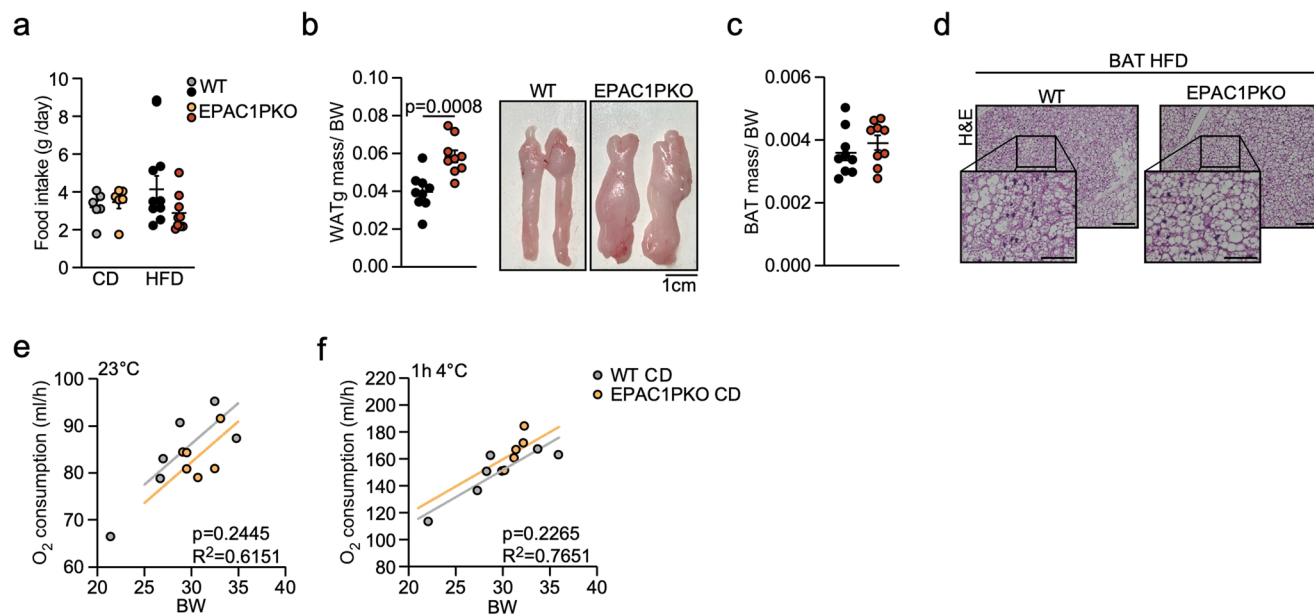 a
Food intake (g /day)
10
8
6
4
2
0
CD
HFD
WT
EPAC1PKO
b
WATg mass/ BW
0.10
0.08
0.06
0.04
0.02
0.00
p=0.0008
WT
EPAC1PKO
1cm
c
BAT mass/ BW
0.006
0.004
0.002
0.000
d
BAT HFD
WT
EPAC1PKO
H&E
e
23°C
O2 consumption (ml/h)
100
90
80
70
60
20
25
30
35
40
BW
p=0.2445
R²=0.6151
f
1h 4°C
O2 consumption (ml/h)
220
200
180
160
140
120
100
80
20
25
30
35
40
BW
p=0.2265
R²=0.7651
WT CD
EPAC1PKO CD